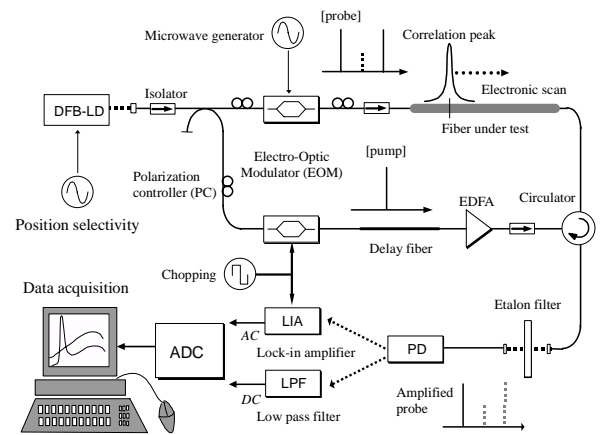 [probe]
Correlation peak
Microwave generator
Isolator
Electronic scan
DFB-LD
Fiber under test
Electro-Optic
Modulator (EOM)
[pump]
Polarization
controller (PC)
EDFA
Circulator
Position selectivity
Delay fiber
Chopping
Data acquisition
Etalon filter
LIA
AC
ADC
Lock-in amplifier
PD
LPF
DC
Low pass filter
Amplified
probe